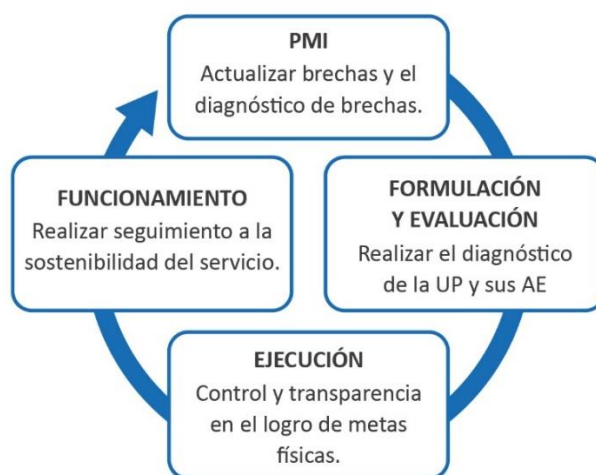 PMI
Actualizar brechas y el
diagnóstico de brechas.
FORMULACIÓN
Y EVALUACIÓN
Realizar el diagnóstico
de la UP y sus AE
EJECUCIÓN
Control y transparencia
en el logro de metas
físicas.
FUNCIONAMIENTO
Realizar seguimiento a la
sostenibilidad del servicio.